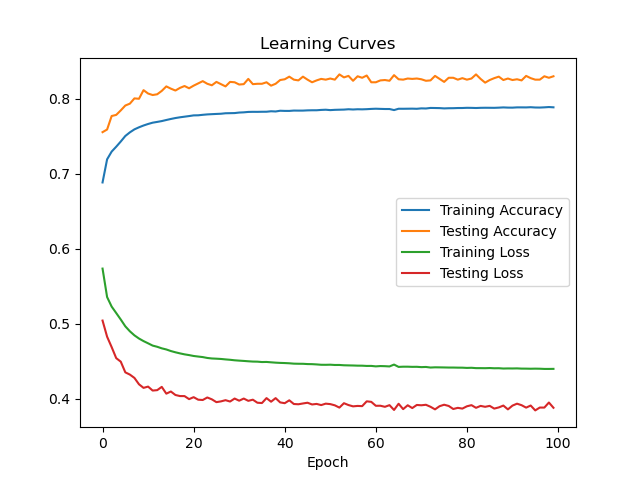 Learning Curves
0.8
0.7
0.6
0.5
0.4
Training Accuracy
Testing Accuracy
Training Loss
Testing Loss
0 20 40 60 80 100
Epoch